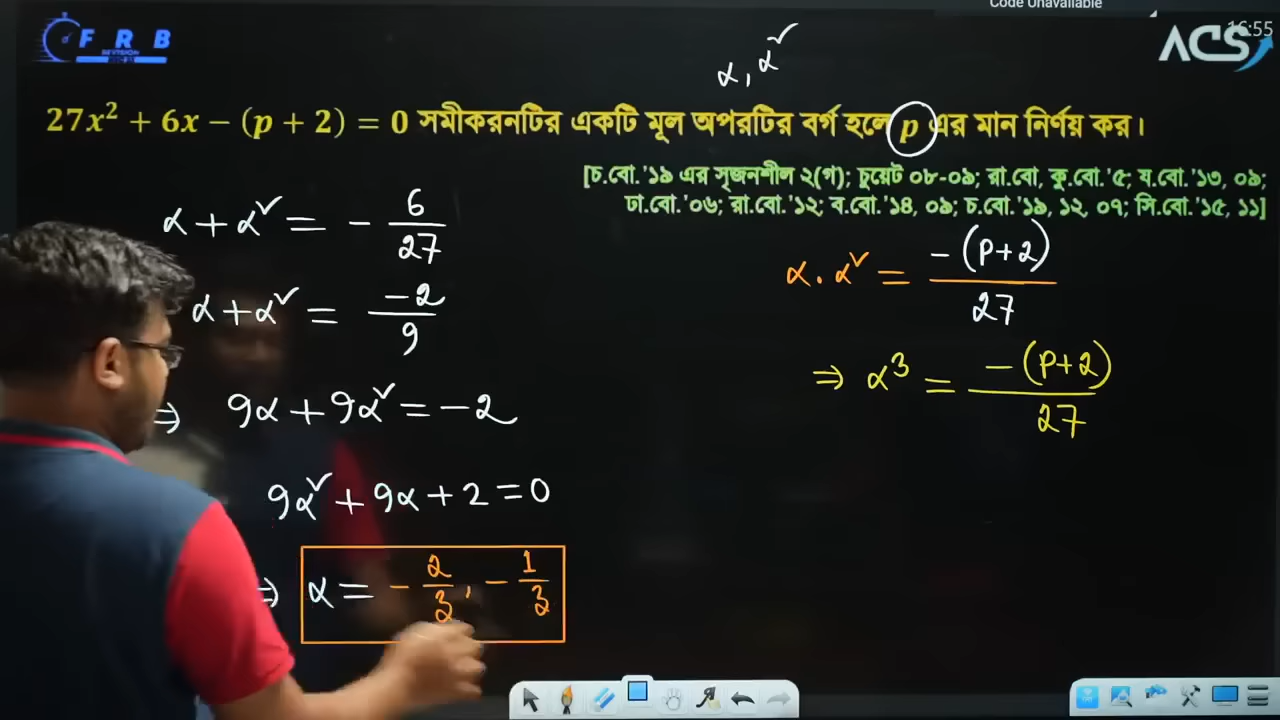 Code Unavailable
16:55
F R B
REVISION
ACS
α, α²
27x² + 6x − (p + 2) = 0 সমীকরনটির একটি মূল অপরটির বর্গ হলে p এর মান নির্ণয় কর।
[চ.বো.'১৯ এর সৃজনশীল ২(গ); চুয়েট ০৮-০৯; রা.বো, কু.বো.'৫; য.বো.'১৩, ০৯;
ঢা.বো.'০৬; রা.বো.'১২; ব.বো.'১৪, ০৯; চ.বো.'১৯, ১২, ০৭; সি.বো.'১৫, ১১]
α + α² = − 6/27
α + α² = −2/9
⇒ 9α + 9α² = −2
9α² + 9α + 2 = 0
⇒ α = − 2/3, − 1/3
α . α² = −(P+2)/27
⇒ α³ = −(P+2)/27